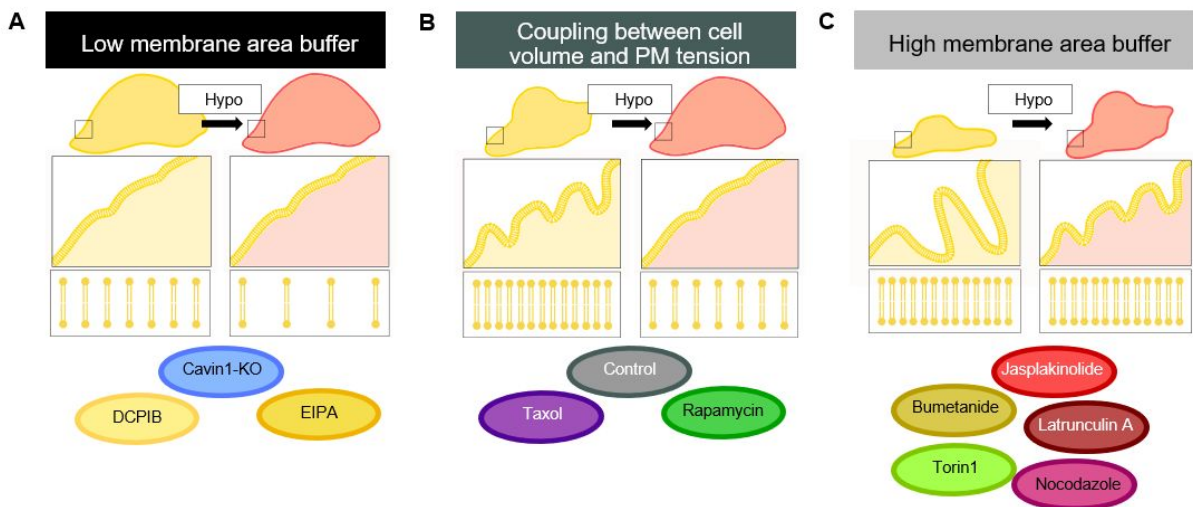 A
Low membrane area buffer
Hypo
Cavin1-KO
DCPIB
EIPA
B
Coupling between cell
volume and PM tension
Hypo
Control
Taxol
Rapamycin
C
High membrane area buffer
Hypo
Jasplakinolide
Bumetanide
Latrunculin A
Torin1
Nocodazole